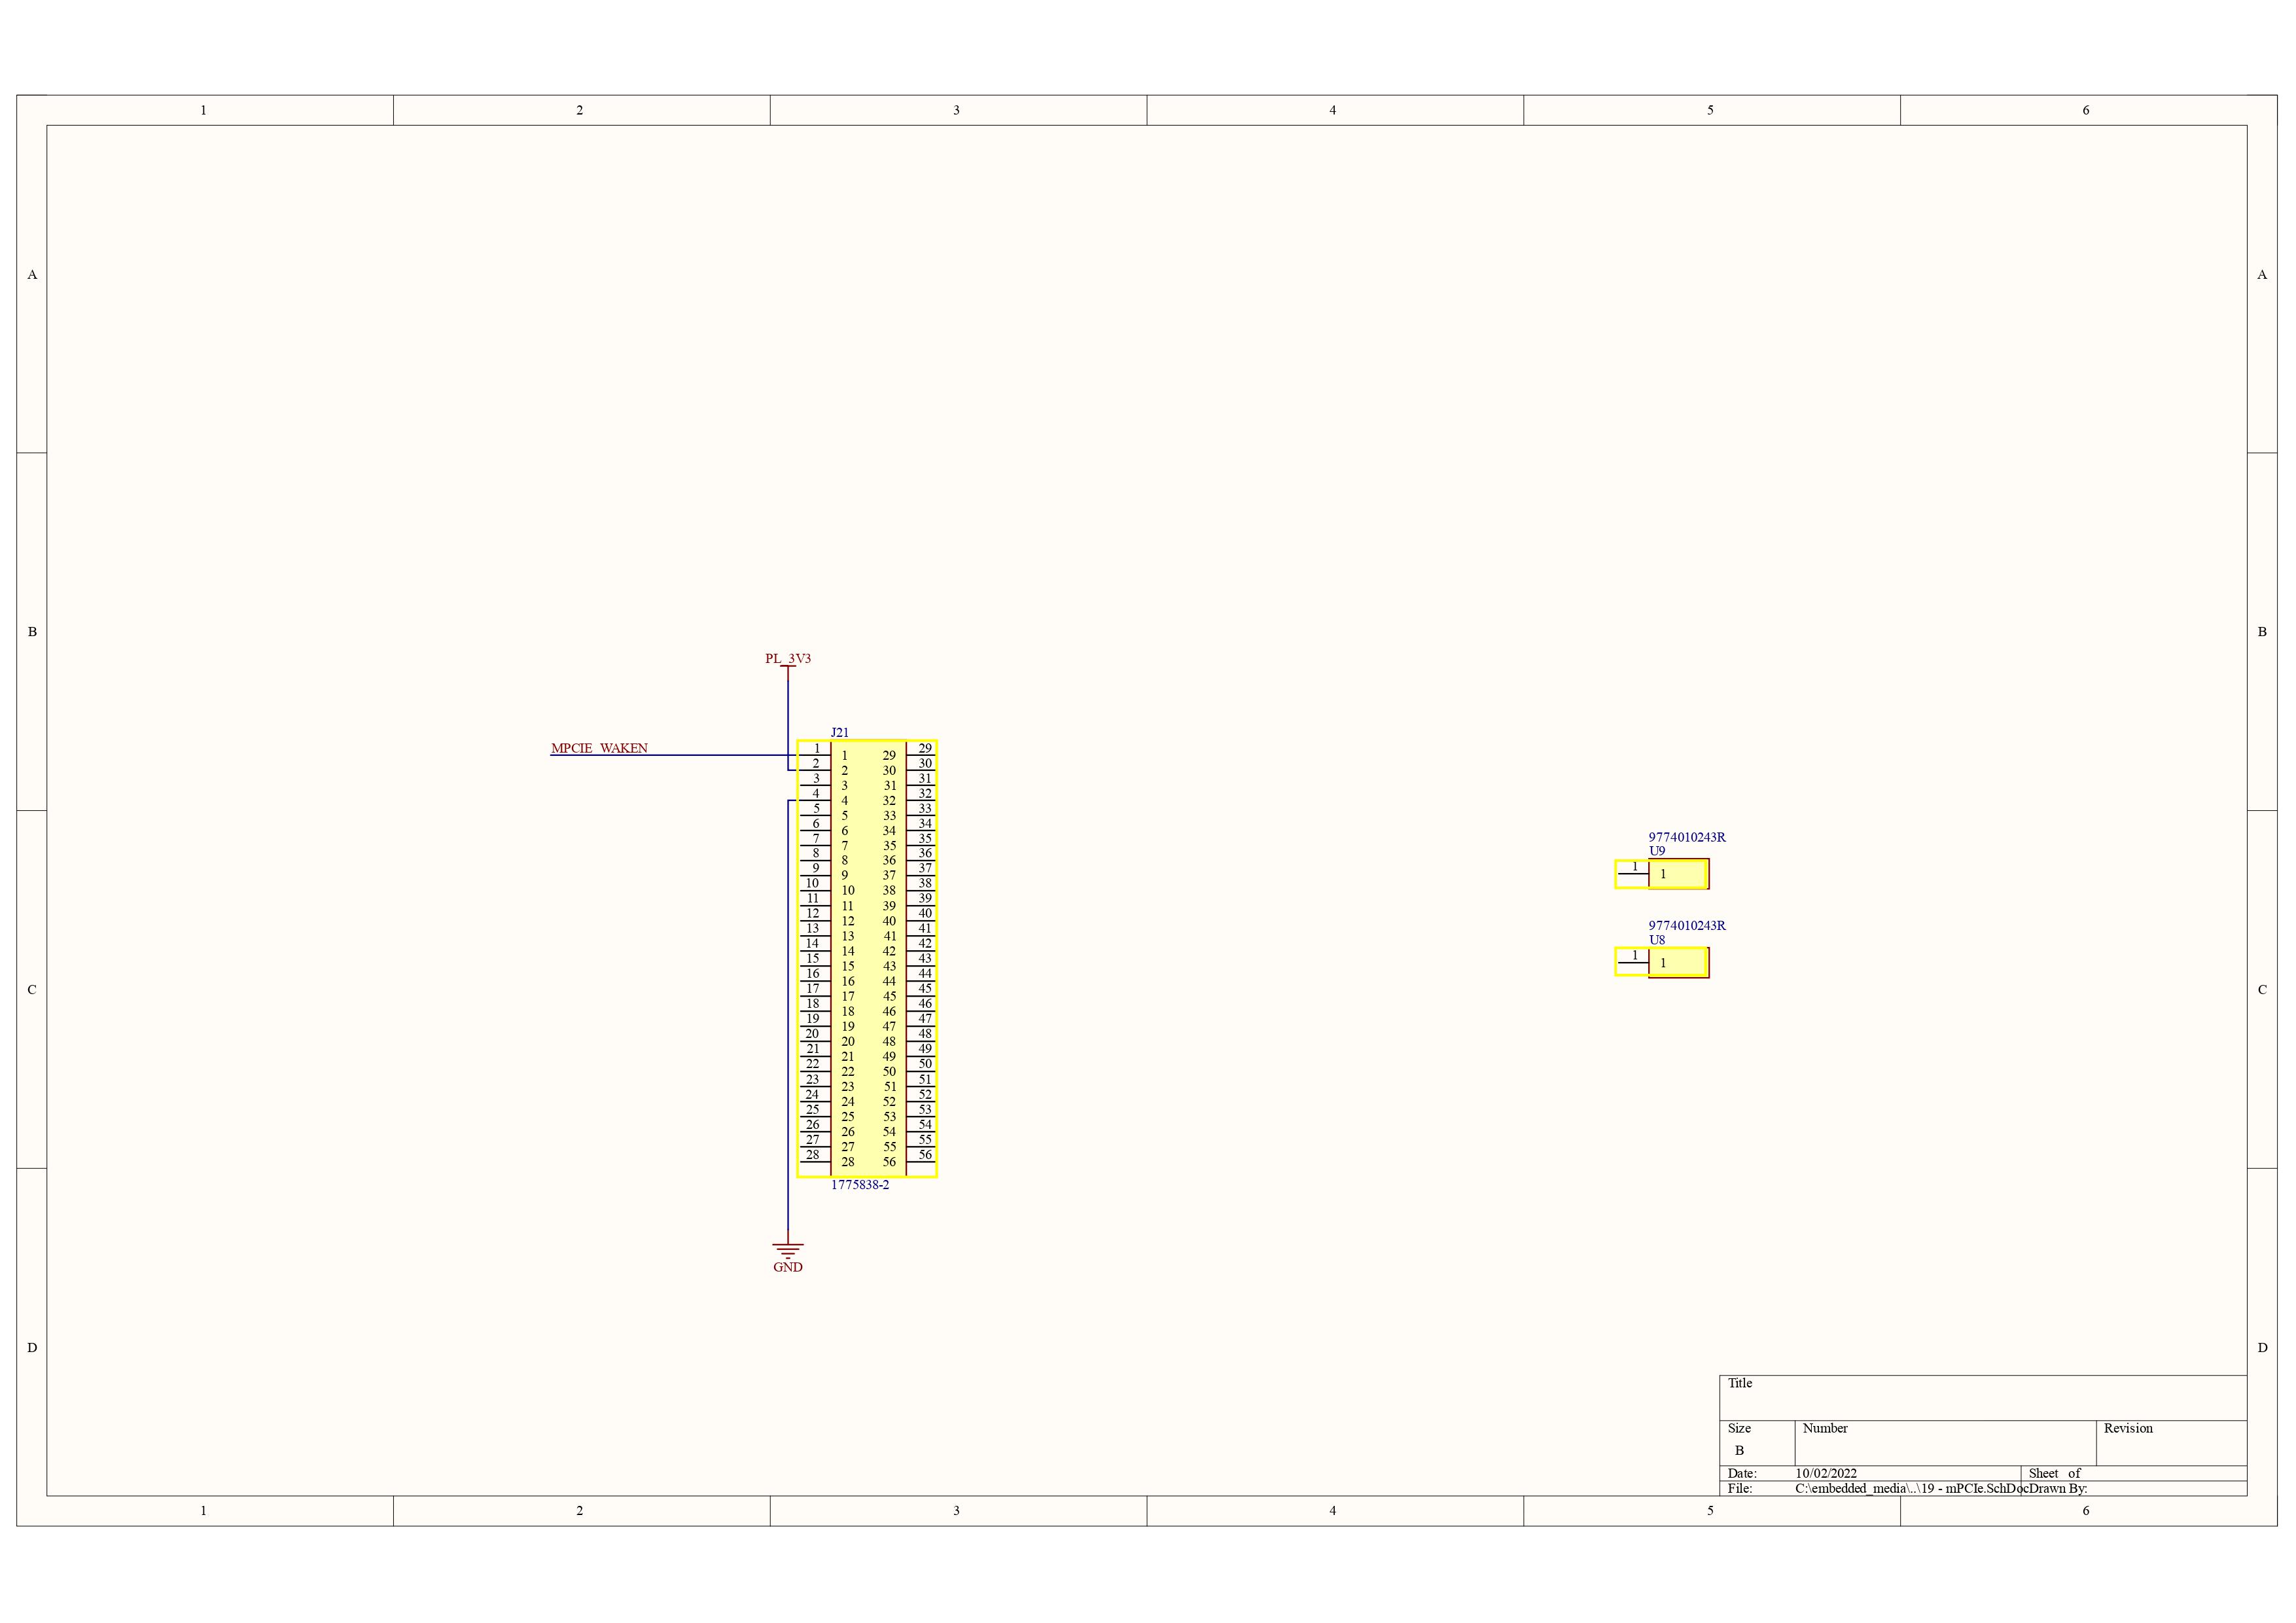 1 2 3 4 5 6
A A
B B
PL_3V3
J21
MPCIE_WAKEN
1 1 29 29
2 2 30 30
3 3 31 31
4 4 32 32
5 5 33 33
6 6 34 34
7 7 35 35
8 8 36 36
9 9 37 37
10 10 38 38
11 11 39 39
12 12 40 40
13 13 41 41
14 14 42 42
15 15 43 43
16 16 44 44
17 17 45 45
18 18 46 46
19 19 47 47
20 20 48 48
21 21 49 49
22 22 50 50
23 23 51 51
24 24 52 52
25 25 53 53
26 26 54 54
27 27 55 55
28 28 56 56
1775838-2
GND
9774010243R
U9
1 1
9774010243R
U8
1 1
C C
D D
Title
Size Number Revision
B
Date: 10/02/2022 Sheet of
File: C:\embedded_media\..\19 - mPCIe.SchDoc Drawn By:
1 2 3 4 5 6